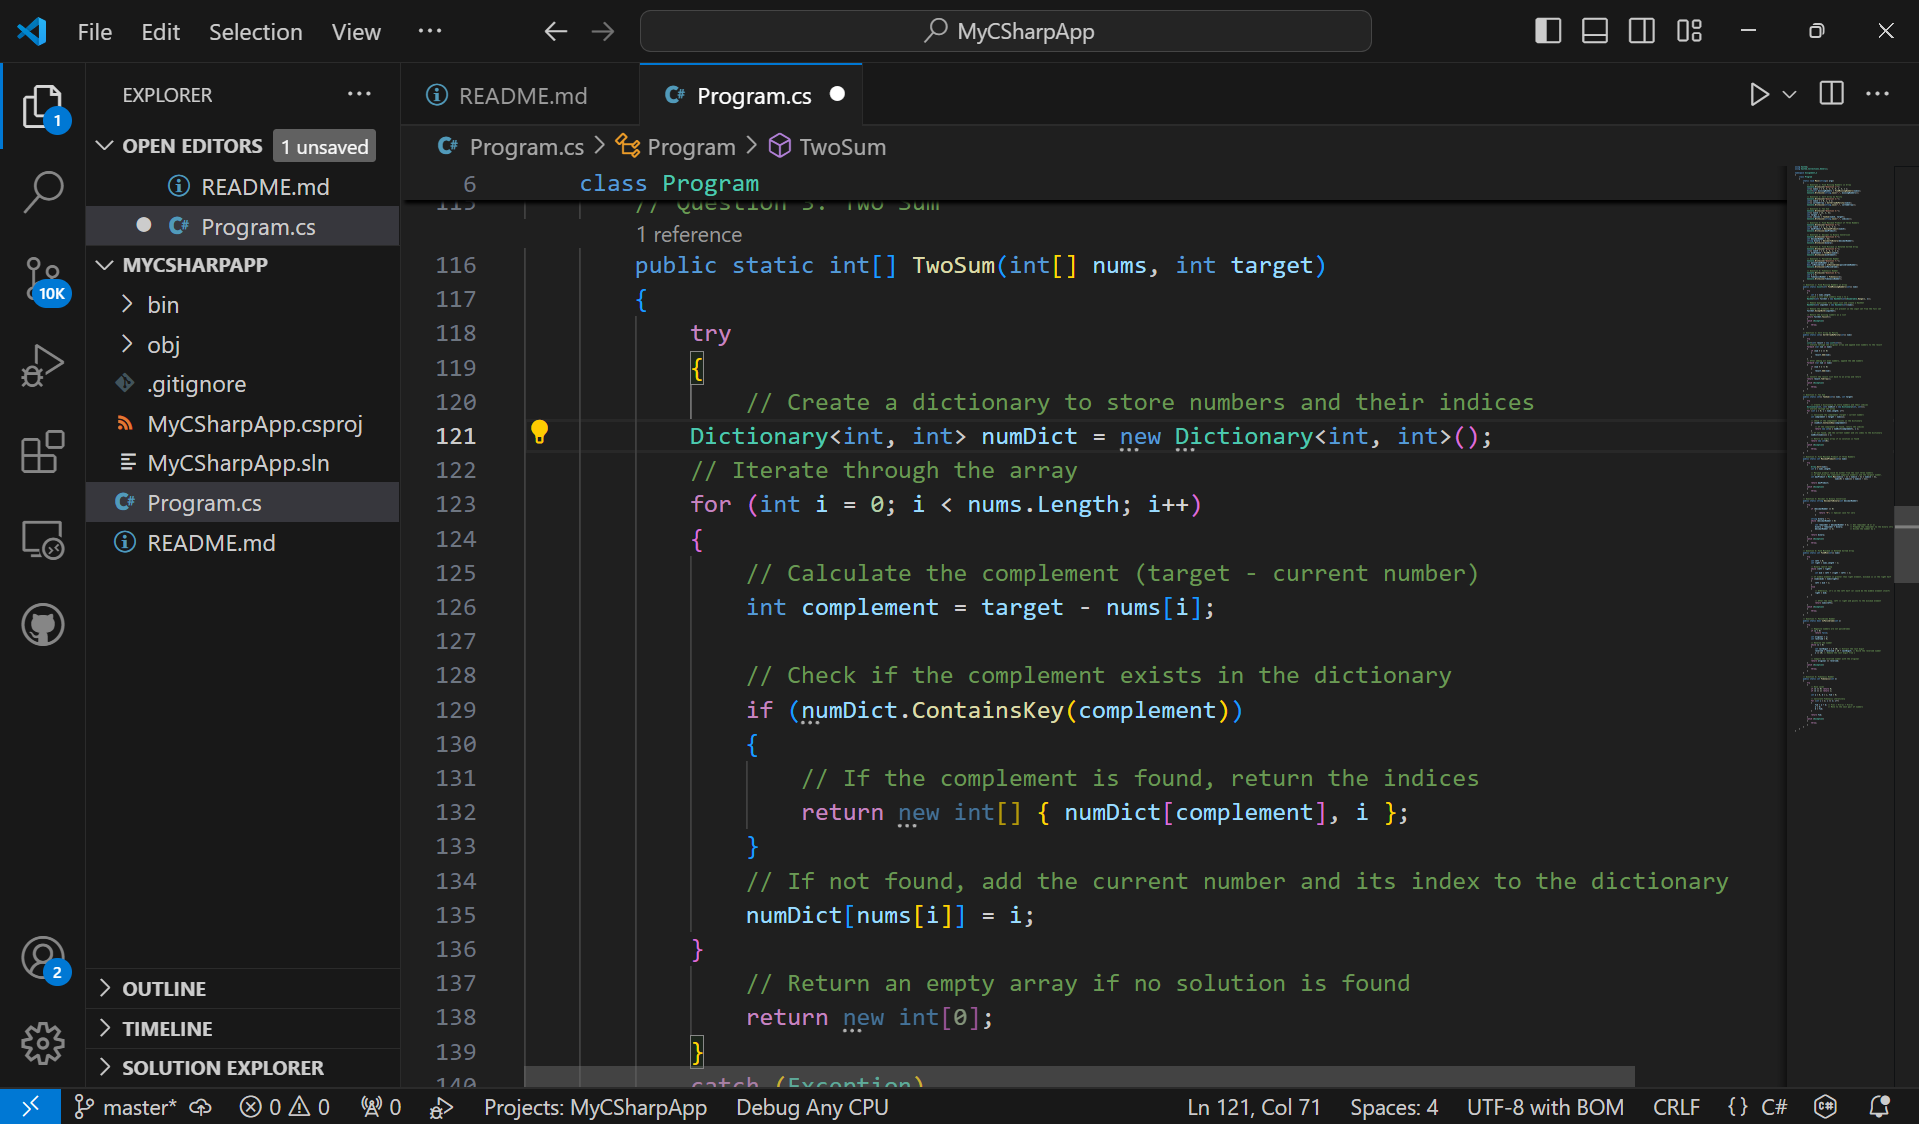 File Edit Selection View ··· MyCSharpApp
EXPLORER ···
OPEN EDITORS 1 unsaved
README.md
Program.cs
MYCSHARPAPP
bin
obj
.gitignore
MyCSharpApp.csproj
MyCSharpApp.sln
Program.cs
README.md
OUTLINE
TIMELINE
SOLUTION EXPLORER
1
10K
2
README.md C# Program.cs
C# Program.cs > Program > TwoSum
6 class Program
115 // Question 3: Two Sum
1 reference
116 public static int[] TwoSum(int[] nums, int target)
117 {
118 try
119 {
120 // Create a dictionary to store numbers and their indices
121 Dictionary<int, int> numDict = new Dictionary<int, int>();
122 // Iterate through the array
123 for (int i = 0; i < nums.Length; i++)
124 {
125 // Calculate the complement (target - current number)
126 int complement = target - nums[i];
127
128 // Check if the complement exists in the dictionary
129 if (numDict.ContainsKey(complement))
130 {
131 // If the complement is found, return the indices
132 return new int[] { numDict[complement], i };
133 }
134 // If not found, add the current number and its index to the dictionary
135 numDict[nums[i]] = i;
136 }
137 // Return an empty array if no solution is found
138 return new int[0];
139 }
140 catch (Exception)
master* 0 0 0 Projects: MyCSharpApp Debug Any CPU Ln 121, Col 71 Spaces: 4 UTF-8 with BOM CRLF {} C#